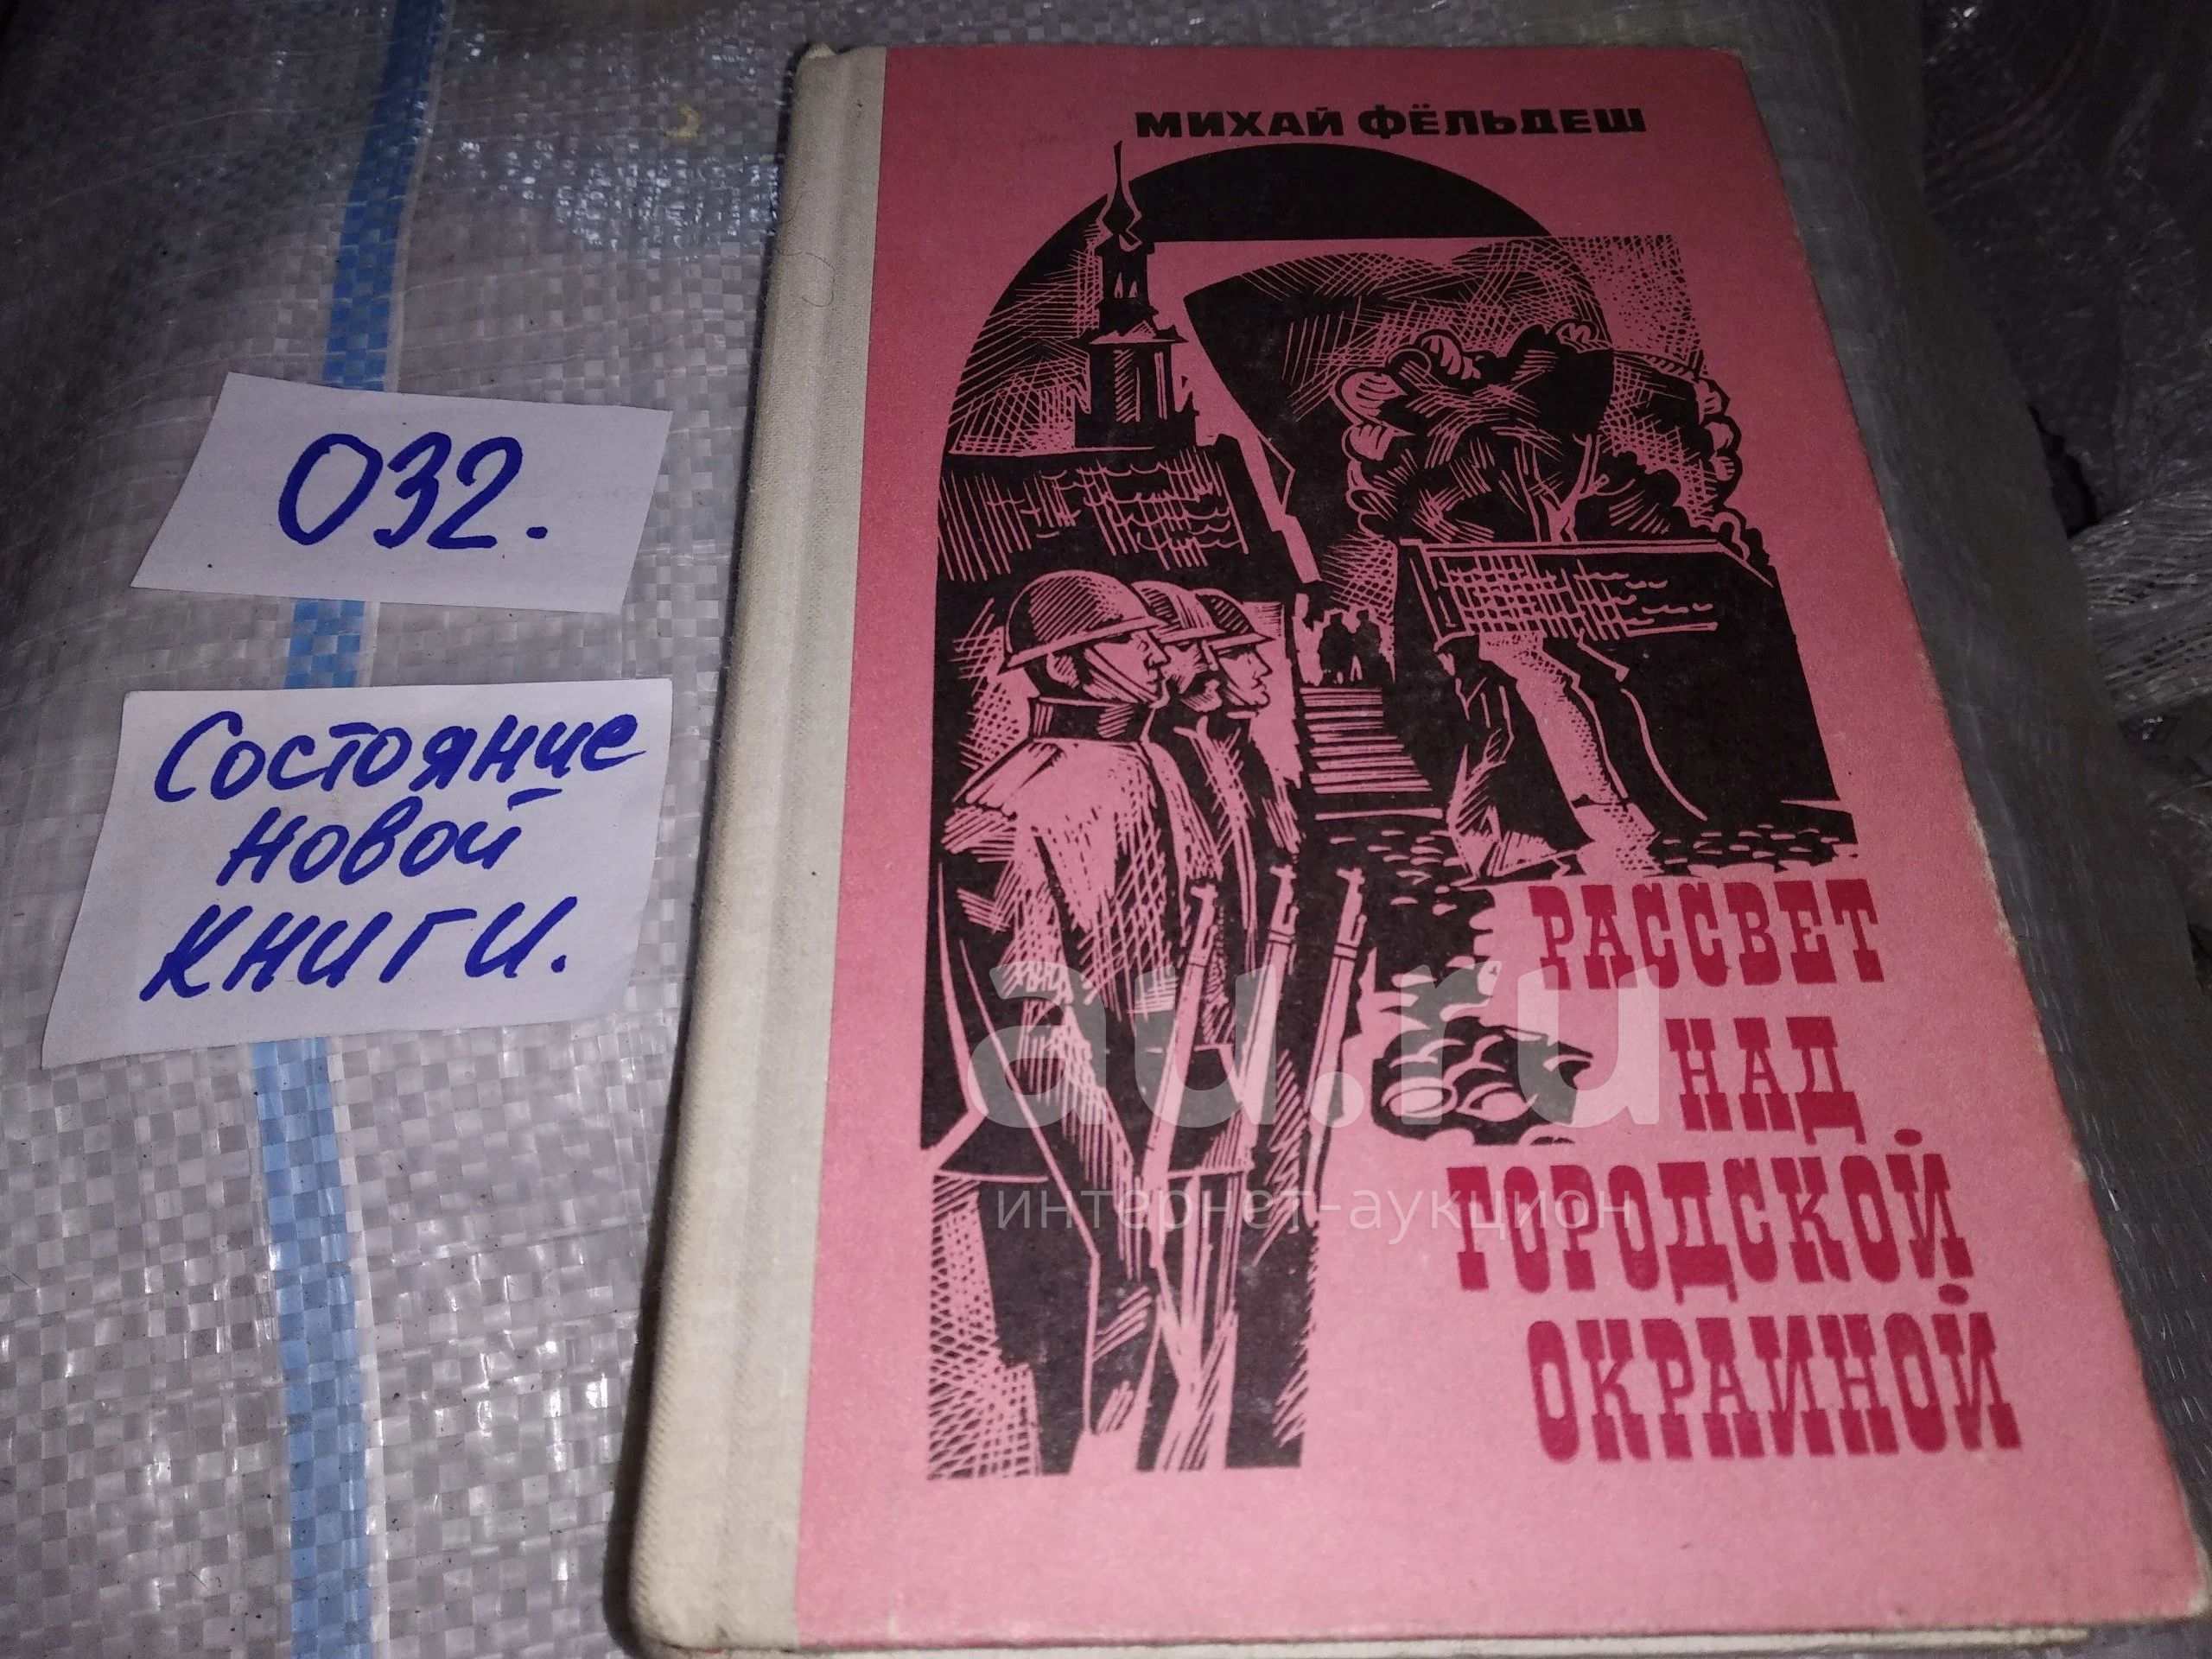 МИХАЙ ФЁЛЬДЕШ
032.
Состояние
новой
книги.
РАССВЕТ
НАД
ГОРОДСКОЙ
ОКРАИНОЙ
au.ru
интернет-аукцион